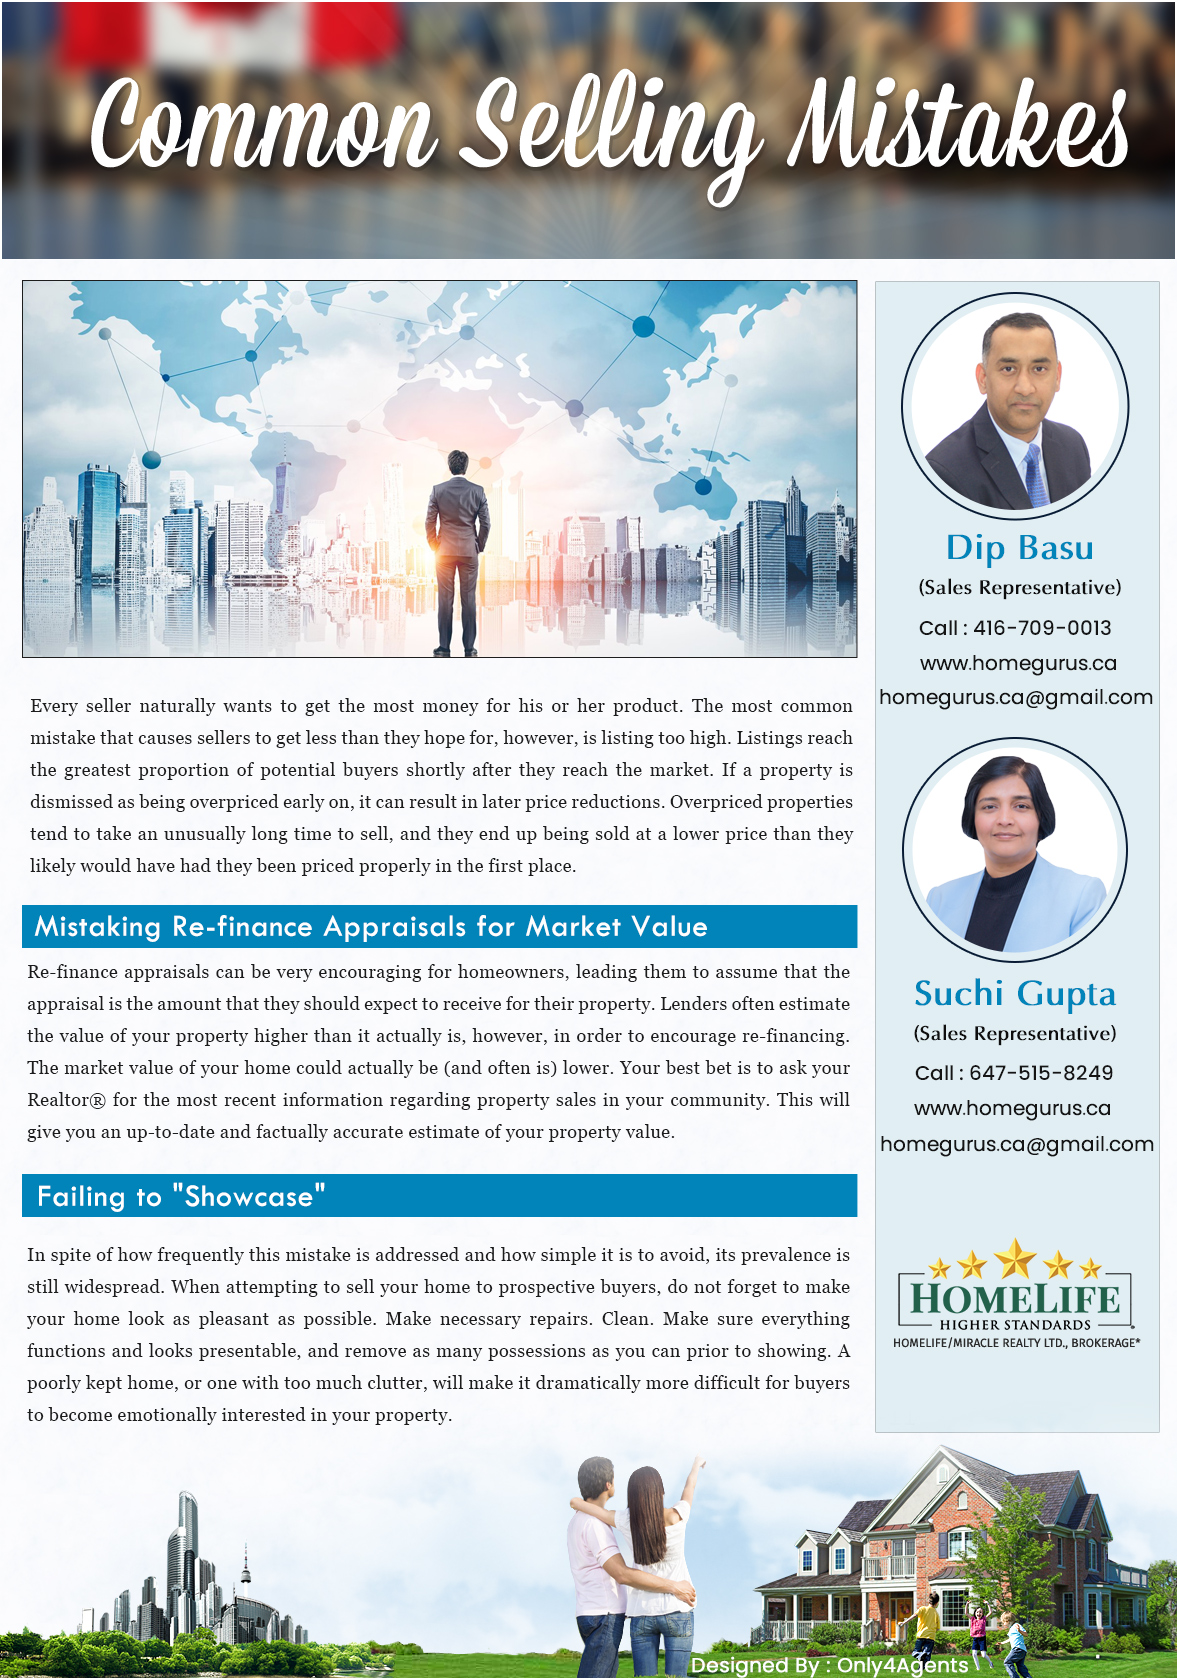 Common Selling Mistakes
Every seller naturally wants to get the most money for his or her product. The most common
mistake that causes sellers to get less than they hope for, however, is listing too high. Listings reach
the greatest proportion of potential buyers shortly after they reach the market. If a property is
dismissed as being overpriced early on, it can result in later price reductions. Overpriced properties
tend to take an unusually long time to sell, and they end up being sold at a lower price than they
likely would have had they been priced properly in the first place.
Mistaking Re-finance Appraisals for Market Value
Re-finance appraisals can be very encouraging for homeowners, leading them to assume that the
appraisal is the amount that they should expect to receive for their property. Lenders often estimate
the value of your property higher than it actually is, however, in order to encourage re-financing.
The market value of your home could actually be (and often is) lower. Your best bet is to ask your
Realtor® for the most recent information regarding property sales in your community. This will
give you an up-to-date and factually accurate estimate of your property value.
Failing to "Showcase"
In spite of how frequently this mistake is addressed and how simple it is to avoid, its prevalence is
still widespread. When attempting to sell your home to prospective buyers, do not forget to make
your home look as pleasant as possible. Make necessary repairs. Clean. Make sure everything
functions and looks presentable, and remove as many possessions as you can prior to showing. A
poorly kept home, or one with too much clutter, will make it dramatically more difficult for buyers
to become emotionally interested in your property.
Dip Basu
(Sales Representative)
Call : 416-709-0013
www.homegurus.ca
homegurus.ca@gmail.com
Suchi Gupta
(Sales Representative)
Call : 647-515-8249
www.homegurus.ca
homegurus.ca@gmail.com
HOMELIFE
HIGHER STANDARDS
HOMELIFE/MIRACLE REALTY LTD., BROKERAGE*
Designed By : Only4Agents